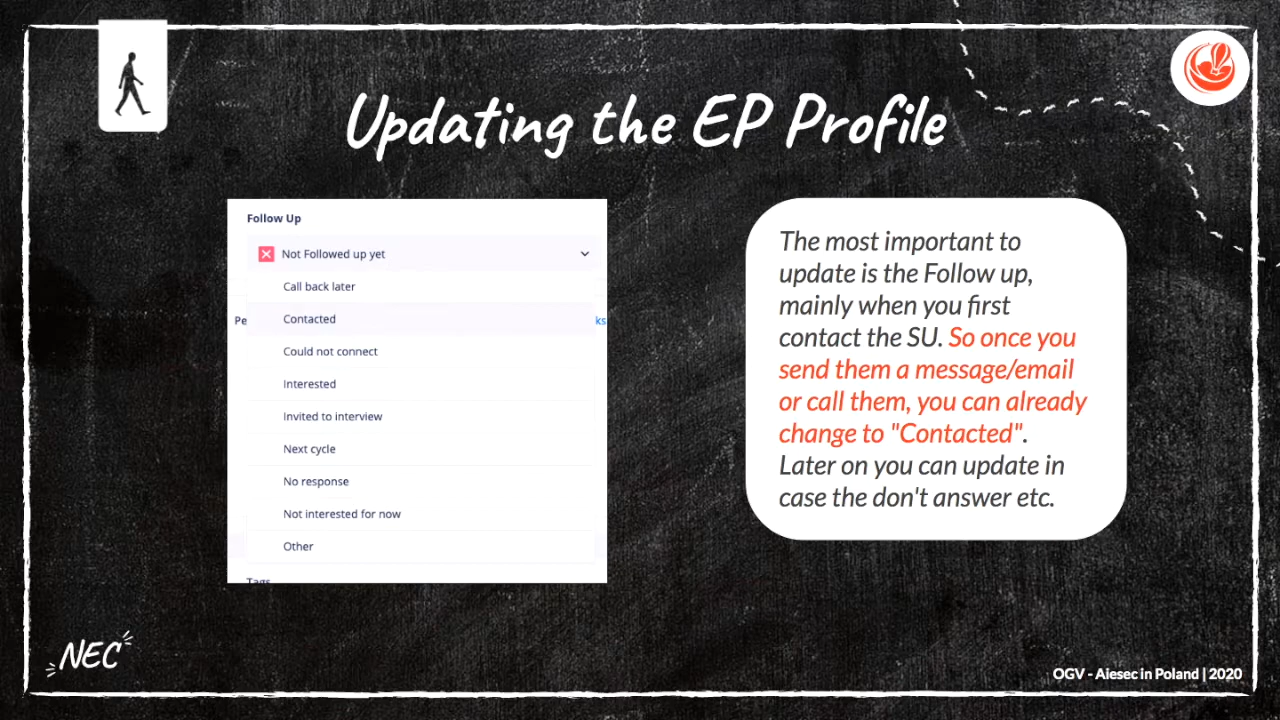 Updating the EP Profile
Follow Up
Not Followed up yet
Call back later
Pe
Contacted
ks
Could not connect
Interested
Invited to interview
Next cycle
No response
Not interested for now
Other
Tags
The most important to
update is the Follow up,
mainly when you first
contact the SU. So once you
send them a message/email
or call them, you can already
change to "Contacted".
Later on you can update in
case the don't answer etc.
NEC
OGV - Aiesec in Poland | 2020